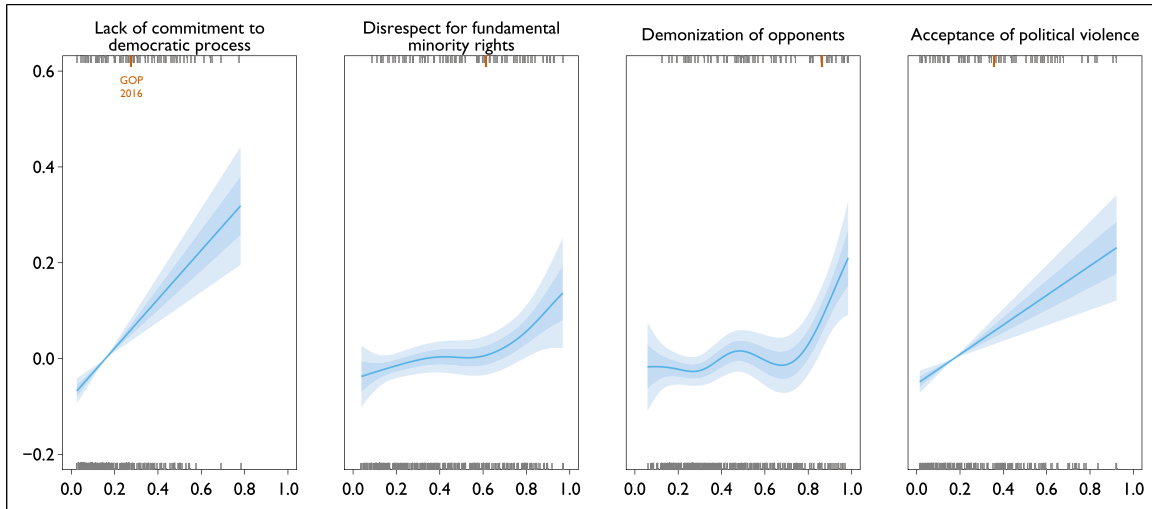 Lack of commitment to
democratic process
Disrespect for fundamental
minority rights
Demonization of opponents
Acceptance of political violence
GOP
2016
0.6
0.4
0.2
0.0
−0.2
0.0 0.2 0.4 0.6 0.8 1.0
0.0 0.2 0.4 0.6 0.8 1.0
0.0 0.2 0.4 0.6 0.8 1.0
0.0 0.2 0.4 0.6 0.8 1.0